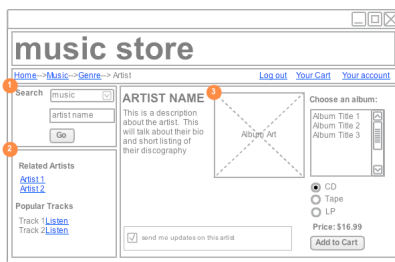 music store
Home-->Music-->Genre--> Artist
Log out Your Cart Your account
1
Search music
artist name
Go
2
Related Artists
Artist 1
Artist 2
Popular Tracks
Track 1Listen
Track 2Listen
ARTIST NAME
This is a description
about the artist. This
will talk about their bio
and short listing of
their discography
send me updates on this artist
3
Album Art
Choose an album:
Album Title 1
Album Title 2
Album Title 3
CD
Tape
LP
Price: $16.99
Add to Cart